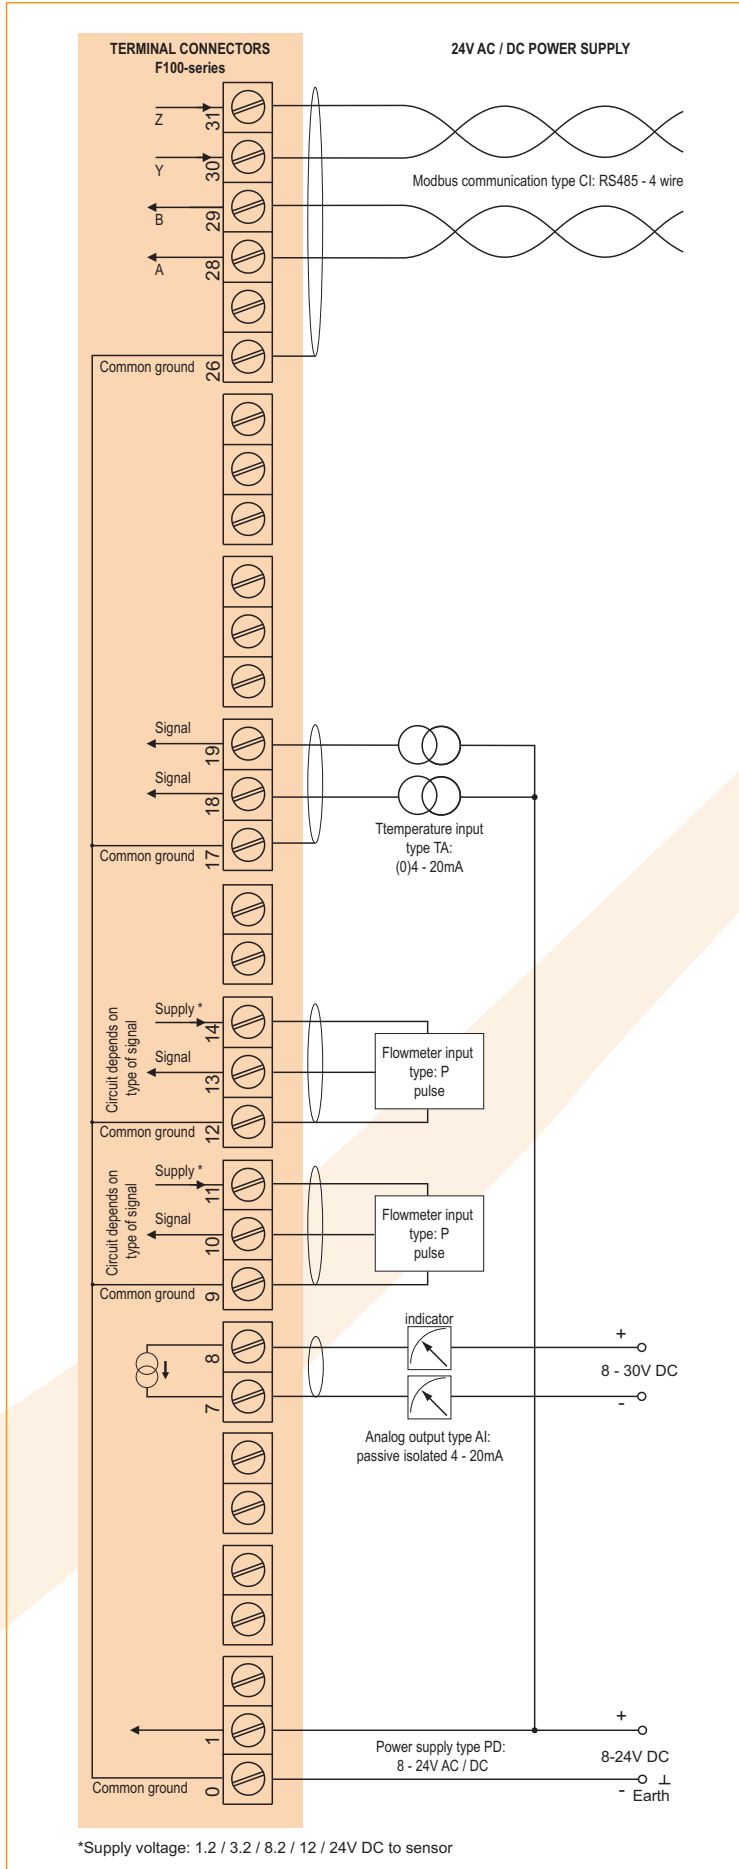 TERMINAL CONNECTORS
F100-series
24V AC / DC POWER SUPPLY
Z
31
Y
30
Modbus communication type CI: RS485 - 4 wire
B
29
A
28
Common ground
26
Signal
19
Signal
18
Ttemperature input
type TA:
(0)4 - 20mA
Common ground
17
Circuit depends on
type of signal
Supply *
14
Signal
13
Flowmeter input
type: P
pulse
Common ground
12
Circuit depends on
type of signal
Supply *
11
Signal
10
Flowmeter input
type: P
pulse
Common ground
9
indicator
8
+
8 - 30V DC
7
-
Analog output type AI:
passive isolated 4 - 20mA
1
+
Power supply type PD:
8 - 24V AC / DC
8-24V DC
Common ground
0
-
Earth
*Supply voltage: 1.2 / 3.2 / 8.2 / 12 / 24V DC to sensor